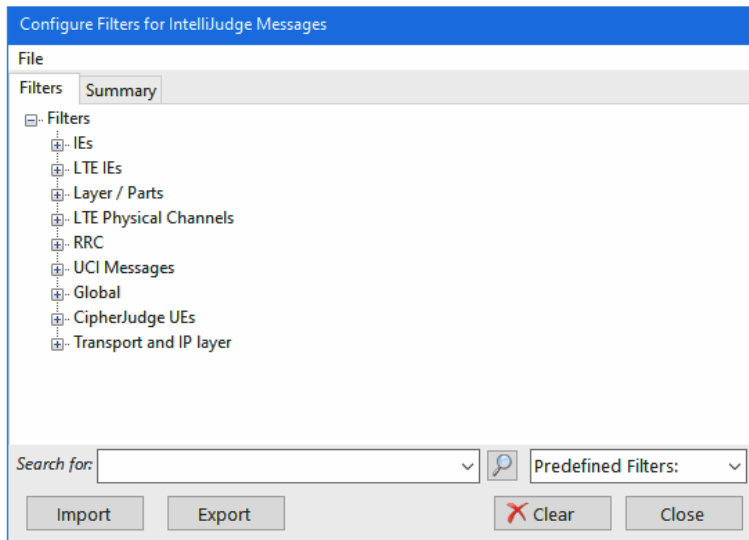 Configure Filters for IntelliJudge Messages
File
Filters Summary
Filters
IEs
LTE IEs
Layer / Parts
LTE Physical Channels
RRC
UCI Messages
Global
CipherJudge UEs
Transport and IP layer
Search for: Predefined Filters:
Import Export Clear Close